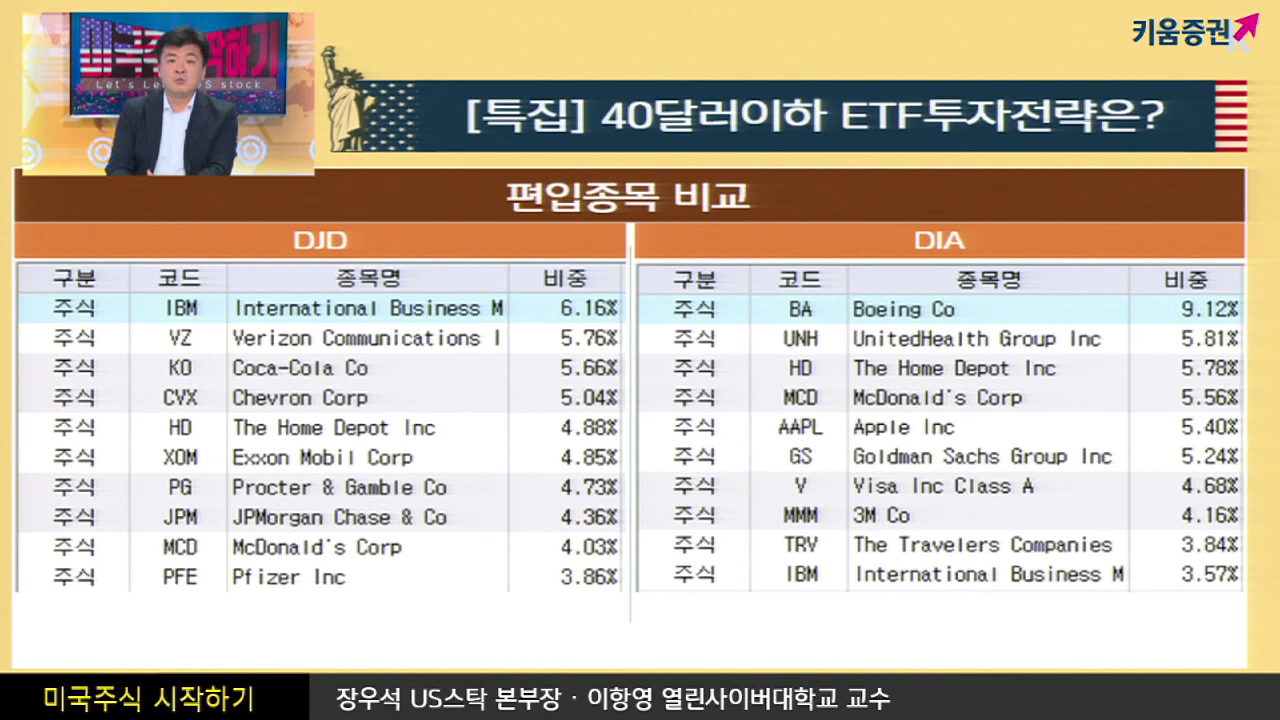 Let's Le US stock
키움증권
[특집] 40달러이하 ETF투자전략은?
편입종목 비교
DJD
구분 코드 종목명 비중
주식 IBM International Business M 6.16%
주식 VZ Verizon Communications I 5.76%
주식 KO Coca-Cola Co 5.66%
주식 CVX Chevron Corp 5.04%
주식 HD The Home Depot Inc 4.88%
주식 XOM Exxon Mobil Corp 4.85%
주식 PG Procter & Gamble Co 4.73%
주식 JPM JPMorgan Chase & Co 4.36%
주식 MCD McDonald's Corp 4.03%
주식 PFE Pfizer Inc 3.86%
DIA
구분 코드 종목명 비중
주식 BA Boeing Co 9.12%
주식 UNH UnitedHealth Group Inc 5.81%
주식 HD The Home Depot Inc 5.78%
주식 MCD McDonald's Corp 5.56%
주식 AAPL Apple Inc 5.40%
주식 GS Goldman Sachs Group Inc 5.24%
주식 V Visa Inc Class A 4.68%
주식 MMM 3M Co 4.16%
주식 TRV The Travelers Companies 3.84%
주식 IBM International Business M 3.57%
미국주식 시작하기
장우석 US스탁 본부장 · 이항영 열린사이버대학교 교수